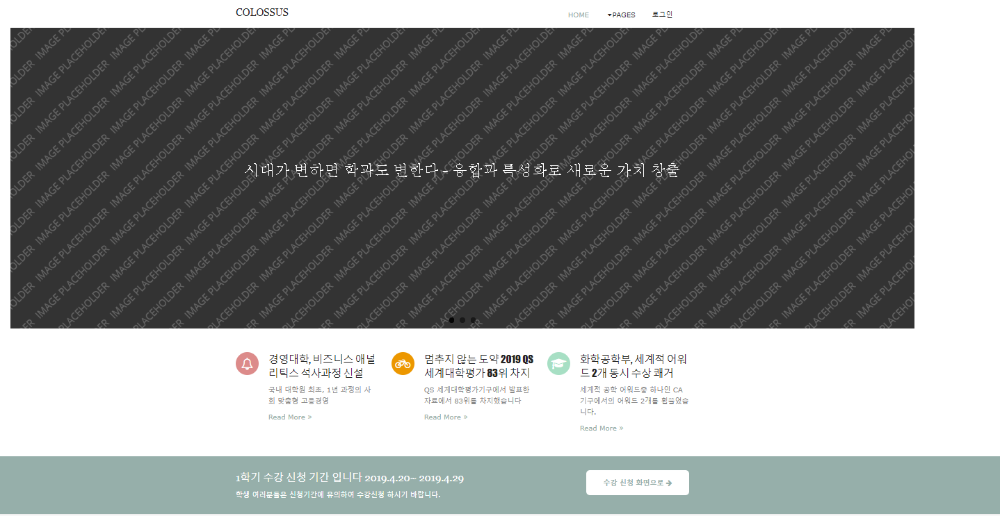 COLOSSUS
HOME PAGES 로그인
시대가 변하면 학과도 변한다 - 융합과 특성화로 새로운 가치 창출
경영대학, 비즈니스 애널
리틱스 석사과정 신설
국내 대학원 최초, 1년 과정의 사
회 맞춤형 고등경영
Read More »
멈추지 않는 도약 2019 QS
세계대학평가 83위 차지
QS 세계대학평가기구에서 발표한
자료에서 83위를 차지했습니다
Read More »
화학공학부, 세계적 어워
드 2개 동시 수상 쾌거
세계적 공학 어워드중 하나인 CA
기구에서의 어워드 2개를 휩쓸었습
니다.
Read More »
1학기 수강 신청 기간 입니다 2019.4.20~ 2019.4.29
학생 여러분들은 신청기간에 유의하여 수강신청 하시기 바랍니다.
수강 신청 화면으로